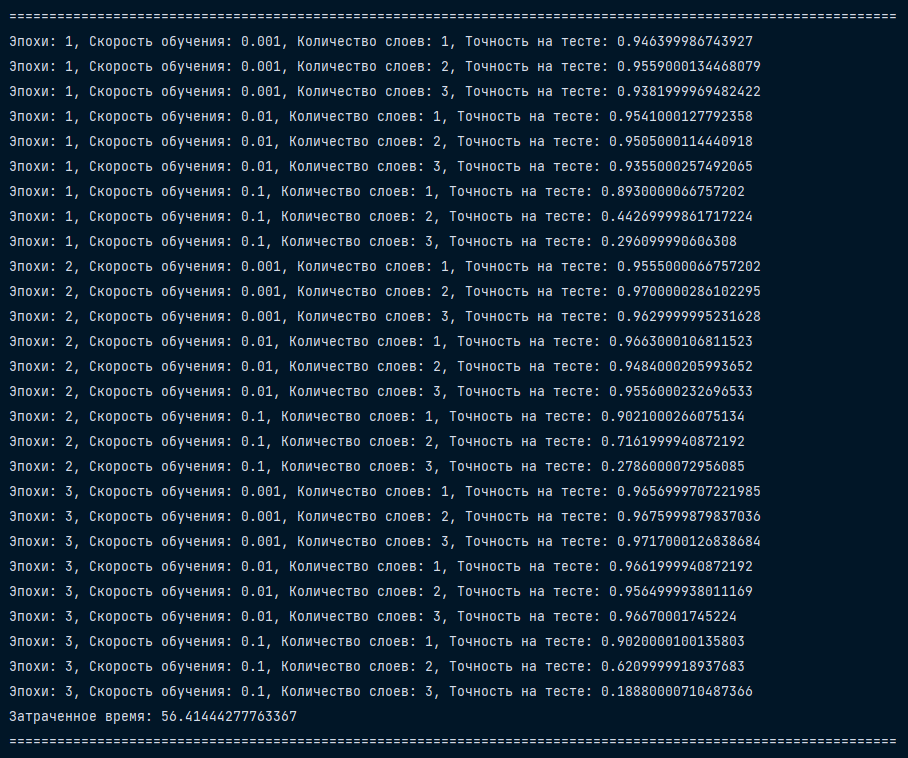 ===============================================================================================================
Эпохи: 1, Скорость обучения: 0.001, Количество слоев: 1, Точность на тесте: 0.946399986743927
Эпохи: 1, Скорость обучения: 0.001, Количество слоев: 2, Точность на тесте: 0.9559000134468079
Эпохи: 1, Скорость обучения: 0.001, Количество слоев: 3, Точность на тесте: 0.9381999969482422
Эпохи: 1, Скорость обучения: 0.01, Количество слоев: 1, Точность на тесте: 0.9541000127792358
Эпохи: 1, Скорость обучения: 0.01, Количество слоев: 2, Точность на тесте: 0.9505000114440918
Эпохи: 1, Скорость обучения: 0.01, Количество слоев: 3, Точность на тесте: 0.9355000257492065
Эпохи: 1, Скорость обучения: 0.1, Количество слоев: 1, Точность на тесте: 0.8930000066757202
Эпохи: 1, Скорость обучения: 0.1, Количество слоев: 2, Точность на тесте: 0.44269999861717224
Эпохи: 1, Скорость обучения: 0.1, Количество слоев: 3, Точность на тесте: 0.296099990606308
Эпохи: 2, Скорость обучения: 0.001, Количество слоев: 1, Точность на тесте: 0.9555000066757202
Эпохи: 2, Скорость обучения: 0.001, Количество слоев: 2, Точность на тесте: 0.9700000286102295
Эпохи: 2, Скорость обучения: 0.001, Количество слоев: 3, Точность на тесте: 0.9629999995231628
Эпохи: 2, Скорость обучения: 0.01, Количество слоев: 1, Точность на тесте: 0.9663000106811523
Эпохи: 2, Скорость обучения: 0.01, Количество слоев: 2, Точность на тесте: 0.9484000205993652
Эпохи: 2, Скорость обучения: 0.01, Количество слоев: 3, Точность на тесте: 0.9556000232696533
Эпохи: 2, Скорость обучения: 0.1, Количество слоев: 1, Точность на тесте: 0.9021000266075134
Эпохи: 2, Скорость обучения: 0.1, Количество слоев: 2, Точность на тесте: 0.7161999940872192
Эпохи: 2, Скорость обучения: 0.1, Количество слоев: 3, Точность на тесте: 0.2786000072956085
Эпохи: 3, Скорость обучения: 0.001, Количество слоев: 1, Точность на тесте: 0.9656999707221985
Эпохи: 3, Скорость обучения: 0.001, Количество слоев: 2, Точность на тесте: 0.9675999879837036
Эпохи: 3, Скорость обучения: 0.001, Количество слоев: 3, Точность на тесте: 0.9717000126838684
Эпохи: 3, Скорость обучения: 0.01, Количество слоев: 1, Точность на тесте: 0.9661999940872192
Эпохи: 3, Скорость обучения: 0.01, Количество слоев: 2, Точность на тесте: 0.9564999938011169
Эпохи: 3, Скорость обучения: 0.01, Количество слоев: 3, Точность на тесте: 0.96670001745224
Эпохи: 3, Скорость обучения: 0.1, Количество слоев: 1, Точность на тесте: 0.9020000100135803
Эпохи: 3, Скорость обучения: 0.1, Количество слоев: 2, Точность на тесте: 0.6209999918937683
Эпохи: 3, Скорость обучения: 0.1, Количество слоев: 3, Точность на тесте: 0.18880000710487366
Затраченное время: 56.41444277763367
===============================================================================================================